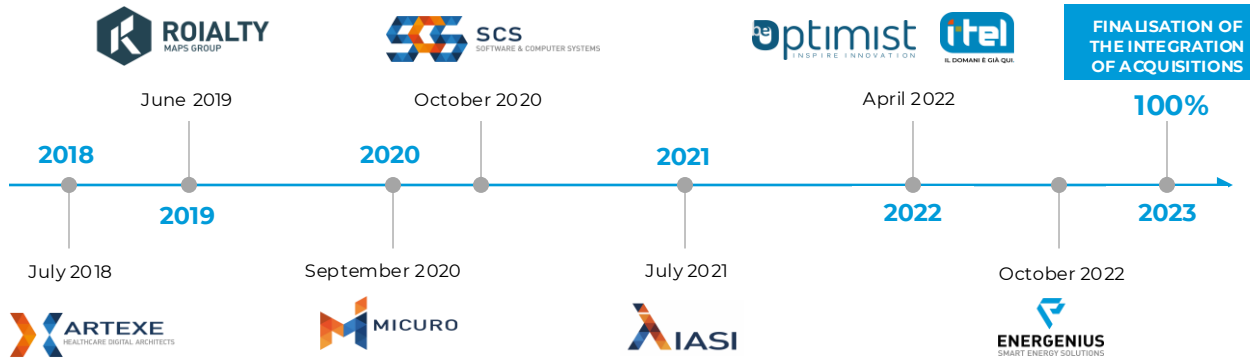 ROIALTY
MAPS GROUP
SCS
SOFTWARE & COMPUTER SYSTEMS
be
Optimist
INSPIRE INNOVATION
i-tel
IL DOMANI È GIÀ QUI.
FINALISATION OF
THE INTEGRATION
OF ACQUISITIONS
June 2019
October 2020
April 2022
100%
2018
2020
2021
2019
2022
2023
July 2018
September 2020
July 2021
October 2022
ARTEXE
HEALTHCARE DIGITAL ARCHITECTS
MICURO
IASI
ENERGENIUS
SMART ENERGY SOLUTIONS